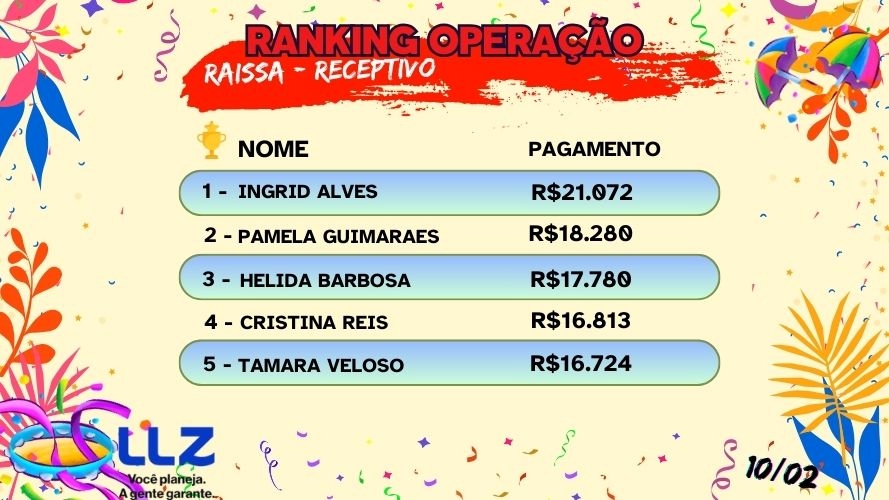 RANKING OPERAÇÃO
RAISSA - RECEPTIVO
NOME PAGAMENTO
1 - INGRID ALVES R$21.072
2 - PAMELA GUIMARAES R$18.280
3 - HELIDA BARBOSA R$17.780
4 - CRISTINA REIS R$16.813
5 - TAMARA VELOSO R$16.724
LLZ
Você planeja.
A gente garante.
10/02